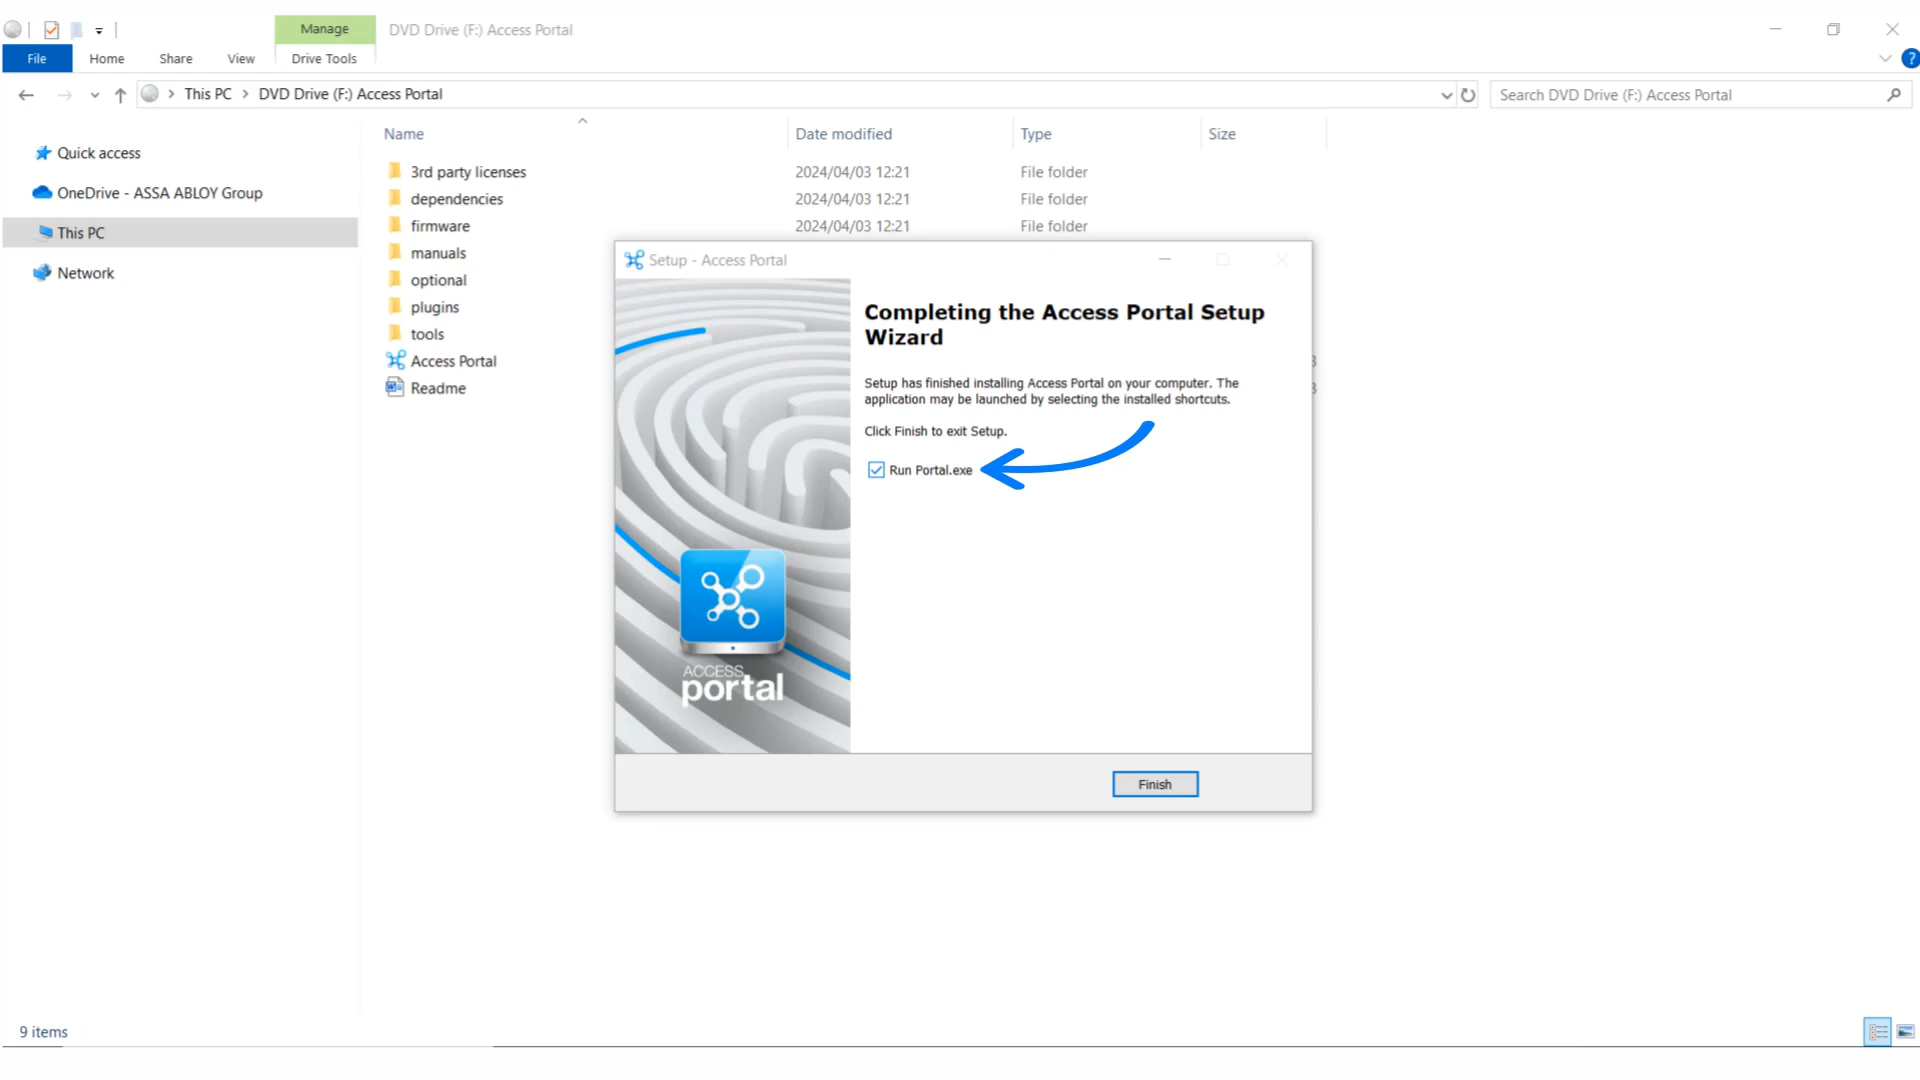 Manage
DVD Drive (F:) Access Portal
File
Home
Share
View
Drive Tools
?
This PC
DVD Drive (F:) Access Portal
Search DVD Drive (F:) Access Portal
Quick access
OneDrive - ASSA ABLOY Group
This PC
Network
Name
Date modified
Type
Size
3rd party licenses
2024/04/03 12:21
File folder
dependencies
2024/04/03 12:21
File folder
firmware
2024/04/03 12:21
File folder
manuals
optional
plugins
tools
Access Portal
Readme
Setup - Access Portal
Completing the Access Portal Setup
Wizard
Setup has finished installing Access Portal on your computer. The
application may be launched by selecting the installed shortcuts.
Click Finish to exit Setup.
Run Portal.exe
ACCESS
portal
Finish
9 items